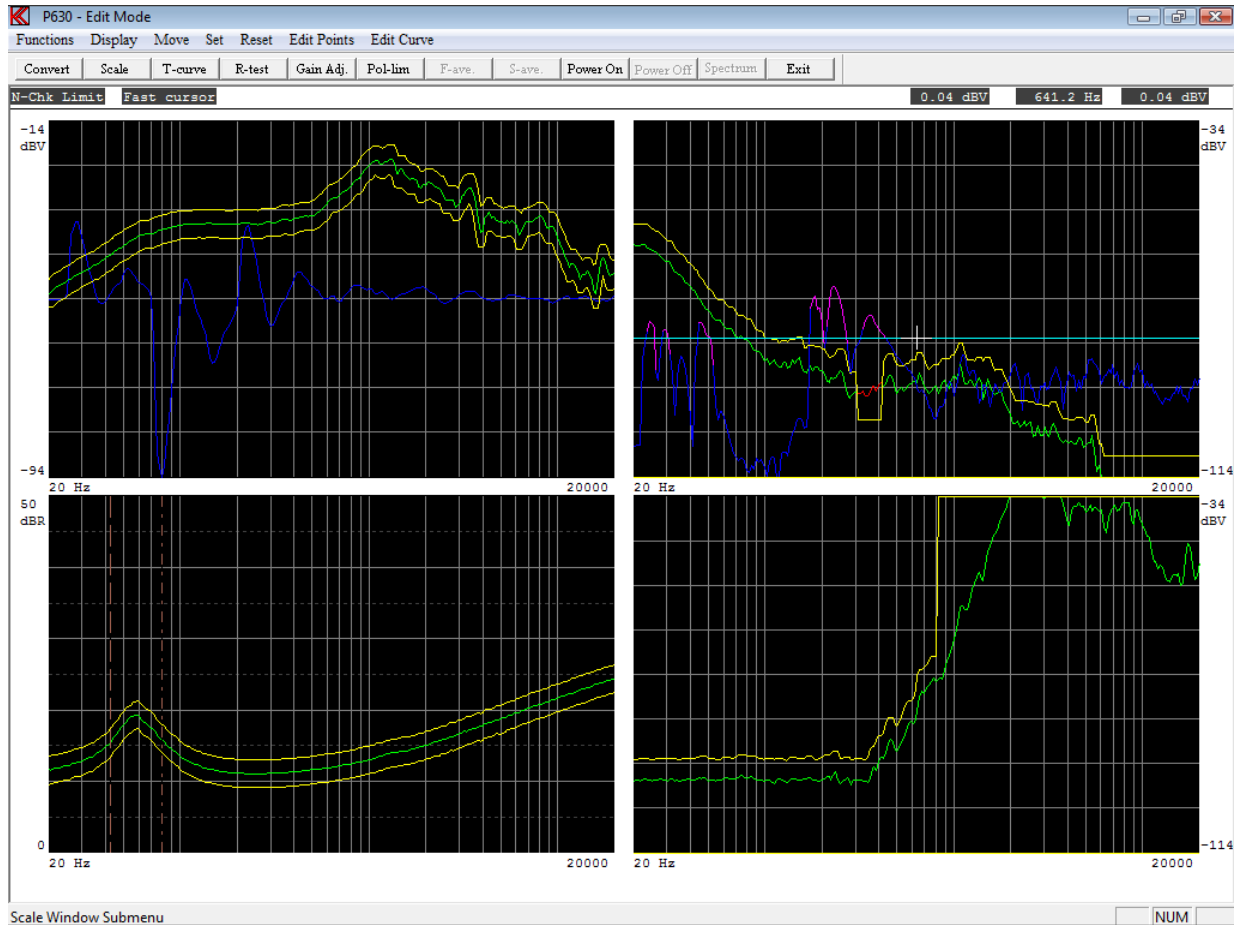 P630 - Edit Mode
Functions Display Move Set Reset Edit Points Edit Curve
Convert Scale T-curve R-test Gain Adj. Pol-lim F-ave. S-ave. Power On Power Off Spectrum Exit
N-Chk Limit Fast cursor 0.04 dBV 641.2 Hz 0.04 dBV
-14 -34
dBV dBV
-94 -114
20 Hz 20000 20 Hz 20000
50 -34
dBR dBV
0 -114
20 Hz 20000 20 Hz 20000
Scale Window Submenu NUM